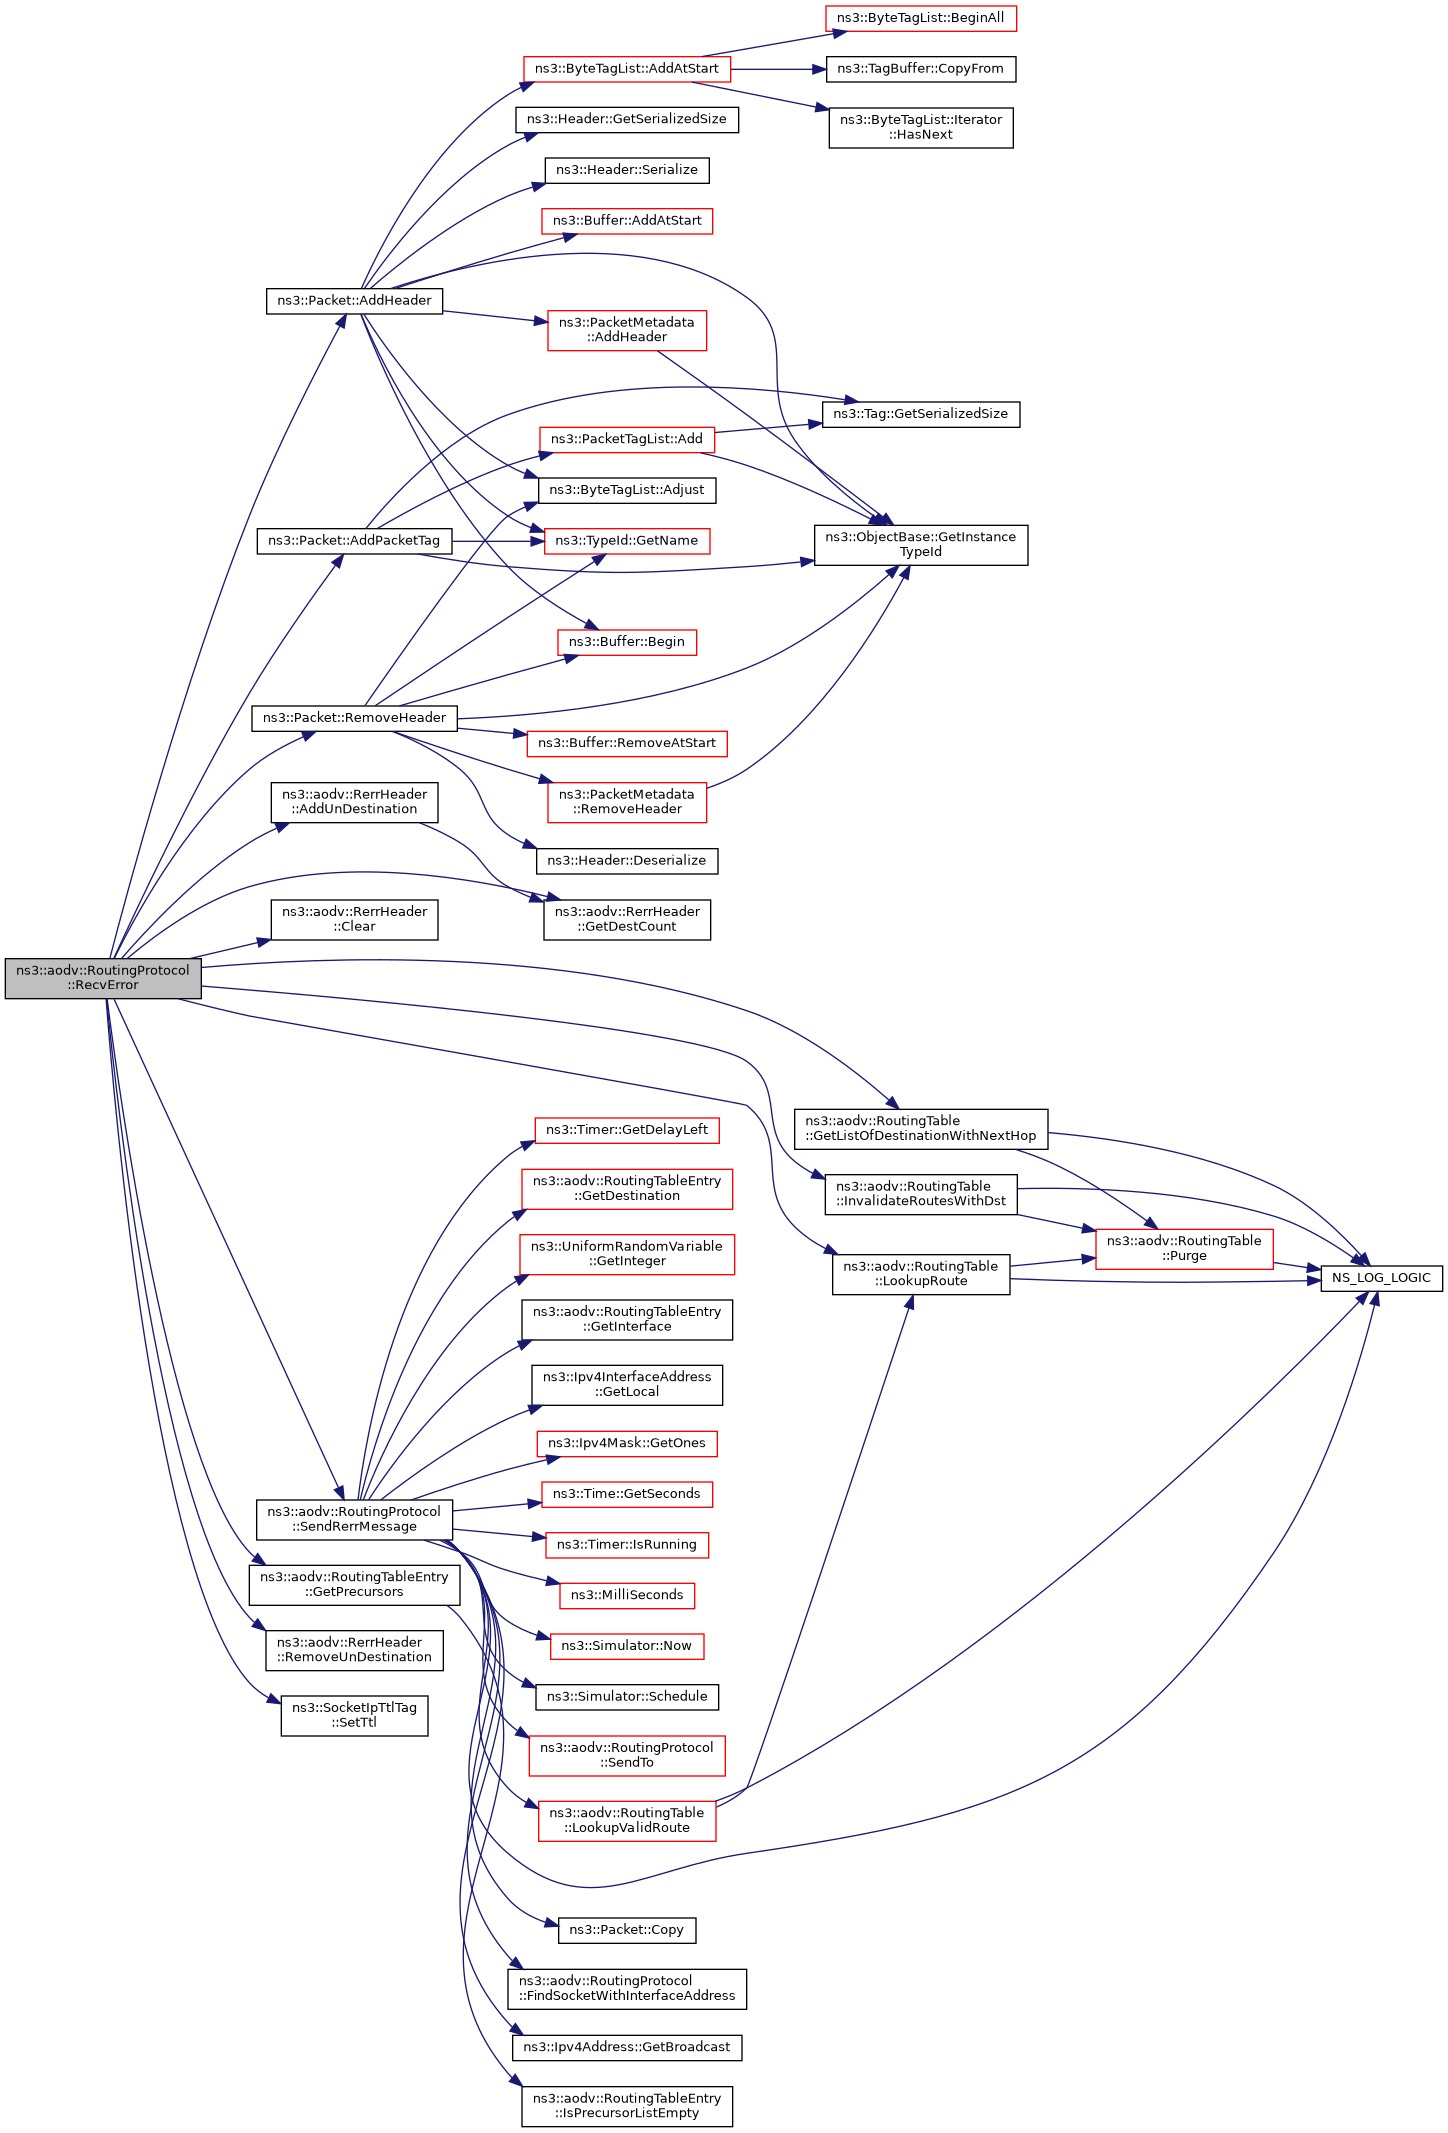 ns3::ByteTagList::BeginAll
ns3::ByteTagList::AddAtStart
ns3::TagBuffer::CopyFrom
ns3::Header::GetSerializedSize
ns3::ByteTagList::Iterator
::HasNext
ns3::Header::Serialize
ns3::Buffer::AddAtStart
ns3::Packet::AddHeader
ns3::PacketMetadata
::AddHeader
ns3::Tag::GetSerializedSize
ns3::PacketTagList::Add
ns3::ByteTagList::Adjust
ns3::Packet::AddPacketTag
ns3::TypeId::GetName
ns3::ObjectBase::GetInstance
TypeId
ns3::Buffer::Begin
ns3::Packet::RemoveHeader
ns3::Buffer::RemoveAtStart
ns3::aodv::RerrHeader
::AddUnDestination
ns3::PacketMetadata
::RemoveHeader
ns3::Header::Deserialize
ns3::aodv::RerrHeader
::Clear
ns3::aodv::RerrHeader
::GetDestCount
ns3::aodv::RoutingProtocol
::RecvError
ns3::aodv::RoutingTable
::GetListOfDestinationWithNextHop
ns3::Timer::GetDelayLeft
ns3::aodv::RoutingTableEntry
::GetDestination
ns3::aodv::RoutingTable
::InvalidateRoutesWithDst
ns3::UniformRandomVariable
::GetInteger
ns3::aodv::RoutingTable
::Purge
ns3::aodv::RoutingTable
::LookupRoute
NS_LOG_LOGIC
ns3::aodv::RoutingTableEntry
::GetInterface
ns3::Ipv4InterfaceAddress
::GetLocal
ns3::Ipv4Mask::GetOnes
ns3::Time::GetSeconds
ns3::aodv::RoutingProtocol
::SendRerrMessage
ns3::Timer::IsRunning
ns3::aodv::RoutingTableEntry
::GetPrecursors
ns3::MilliSeconds
ns3::aodv::RerrHeader
::RemoveUnDestination
ns3::Simulator::Now
ns3::Simulator::Schedule
ns3::SocketIpTtlTag
::SetTtl
ns3::aodv::RoutingProtocol
::SendTo
ns3::aodv::RoutingTable
::LookupValidRoute
ns3::Packet::Copy
ns3::aodv::RoutingProtocol
::FindSocketWithInterfaceAddress
ns3::Ipv4Address::GetBroadcast
ns3::aodv::RoutingTableEntry
::IsPrecursorListEmpty